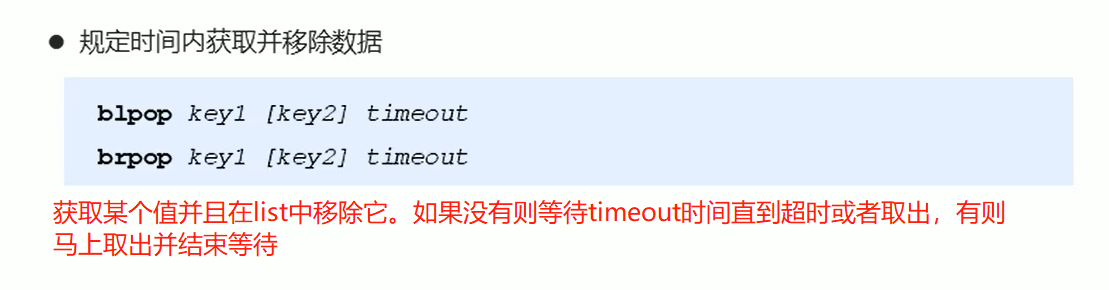 ● 规定时间内获取并移除数据
blpop key1 [key2] timeout
brpop key1 [key2] timeout
获取某个值并且在list中移除它。如果没有则等待timeout时间直到超时或者取出，有则
马上取出并结束等待